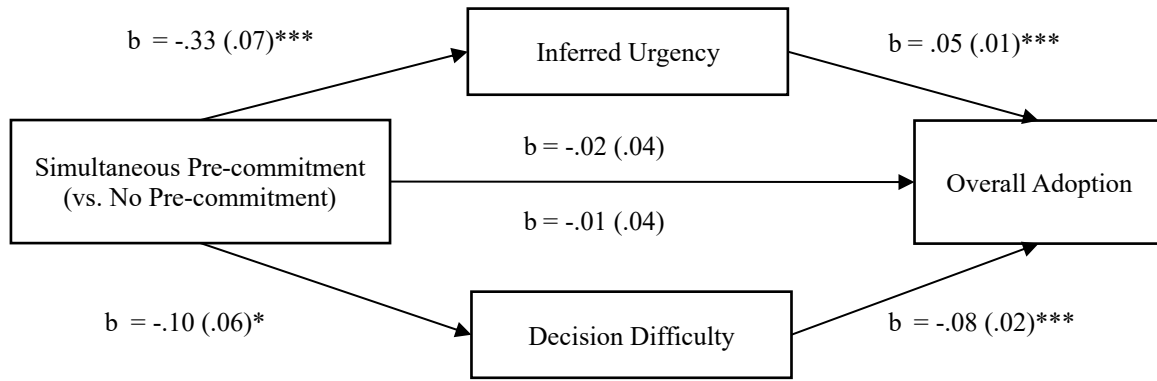 b = -.33 (.07)***
b = .05 (.01)***
Inferred Urgency
Simultaneous Pre-commitment
(vs. No Pre-commitment)
b = -.02 (.04)
Overall Adoption
b = -.01 (.04)
b = -.10 (.06)*
Decision Difficulty
b = -.08 (.02)***